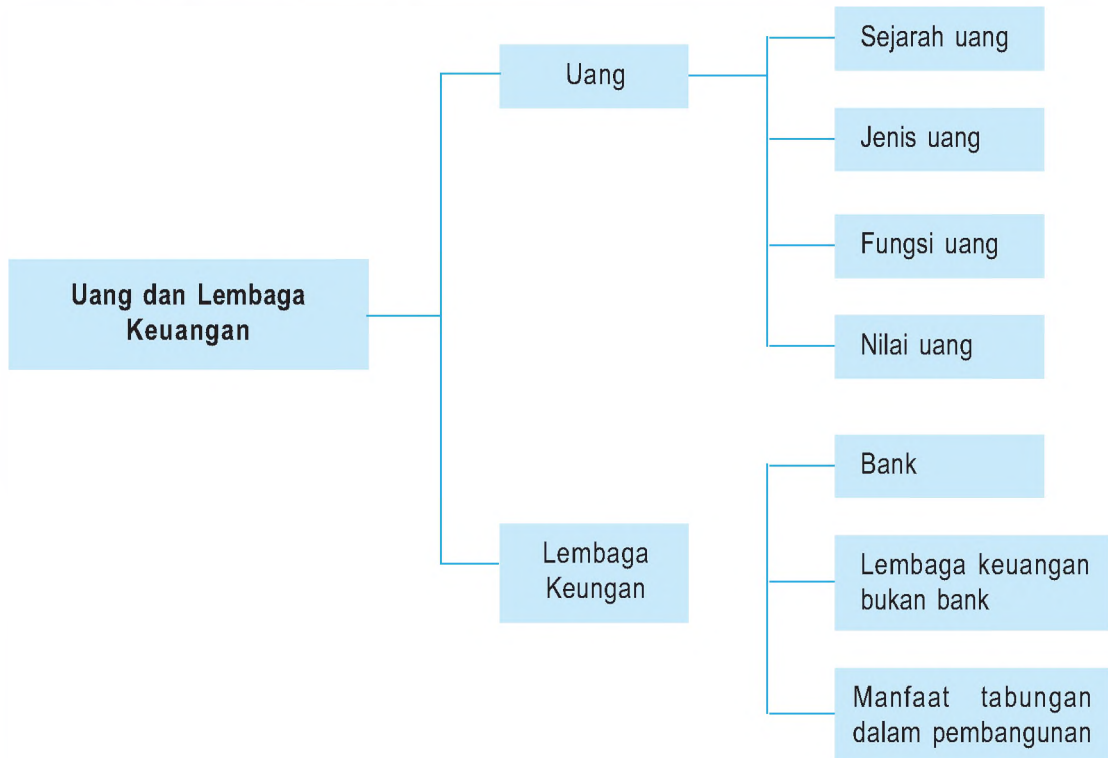 Uang dan Lembaga
Keuangan
Uang
Sejarah uang
Jenis uang
Fungsi uang
Nilai uang
Lembaga
Keungan
Bank
Lembaga keuangan
bukan bank
Manfaat tabungan
dalam pembangunan